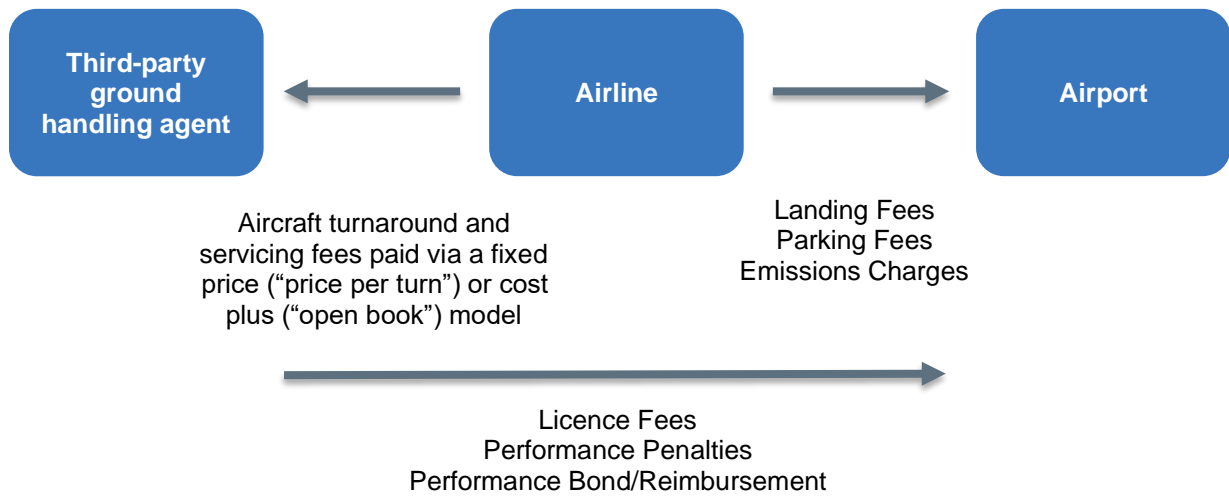 Third-party
ground
handling agent
Airline
Airport
Aircraft turnaround and
servicing fees paid via a fixed
price (“price per turn”) or cost
plus (“open book”) model
Landing Fees
Parking Fees
Emissions Charges
Licence Fees
Performance Penalties
Performance Bond/Reimbursement